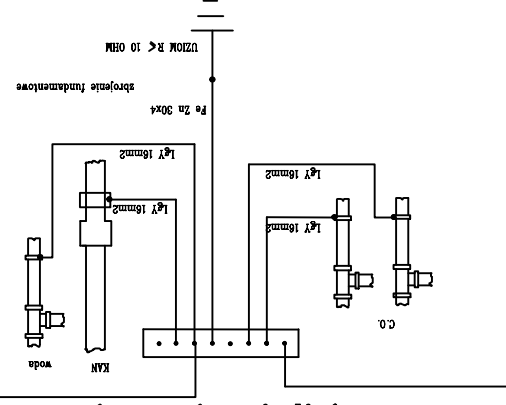 UZIOM R< 10 OHM
zbrojenie fundamentowe
Fe Zn 30x4
LgY 16mm2
LgY 16mm2
LgY 16mm2
LgY 16mm2
C.O.
woda
KAN